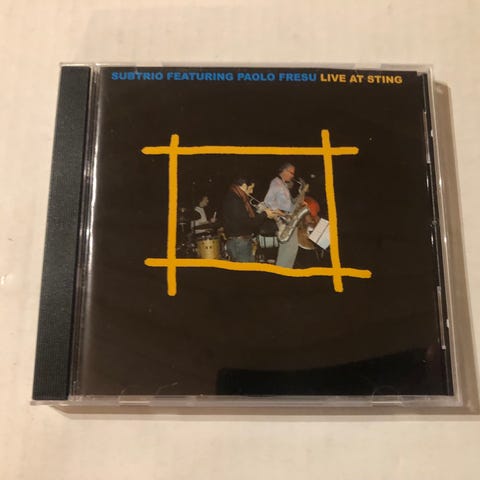 SUBTRIO FEATURING PAOLO FRESU LIVE AT STING